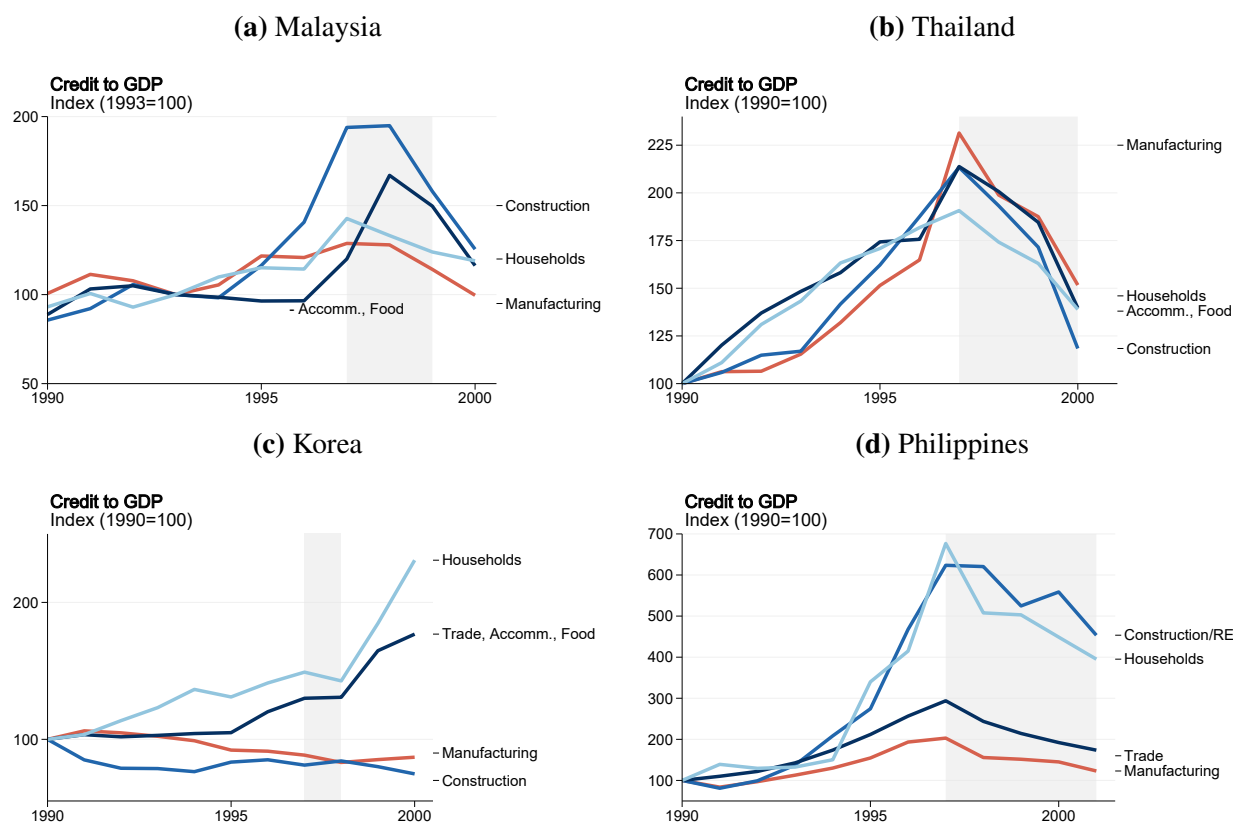 (a) Malaysia
Credit to GDP
Index (1993=100)
200
150
100
50
1990
1995
2000
Construction
Households
Manufacturing
Accomm., Food
(b) Thailand
Credit to GDP
Index (1990=100)
225
200
175
150
125
100
1990
1995
2000
Manufacturing
Households
Accomm., Food
Construction
(c) Korea
Credit to GDP
Index (1990=100)
200
100
1990
1995
2000
Households
Trade, Accomm., Food
Manufacturing
Construction
(d) Philippines
Credit to GDP
Index (1990=100)
700
600
500
400
300
200
100
1990
1995
2000
Construction/RE
Households
Trade
Manufacturing